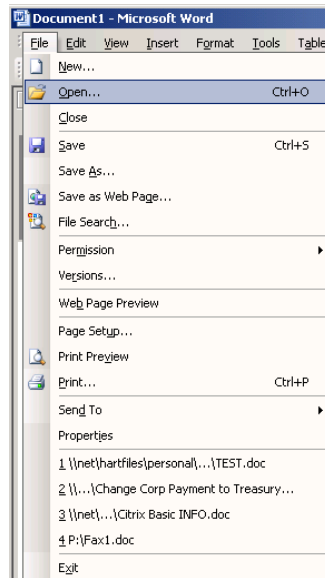 Document1 - Microsoft Word
File Edit View Insert Format Tools Table
New...
Open... Ctrl+O
Close
Save Ctrl+S
Save As...
Save as Web Page...
File Search...
Permission
Versions...
Web Page Preview
Page Setup...
Print Preview
Print... Ctrl+P
Send To
Properties
1 \\net\hartfiles\personal\...\TEST.doc
2 \\...\Change Corp Payment to Treasury...
3 \\net\...\Citrix Basic INFO.doc
4 P:\Fax1.doc
Exit